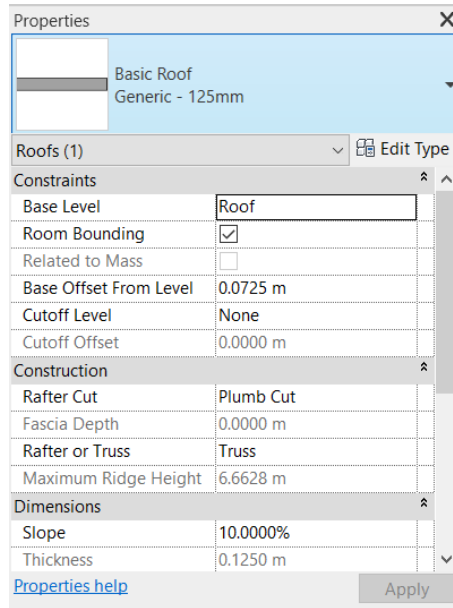 Properties
Basic Roof
Generic - 125mm
Roofs (1) Edit Type
Constraints
Base Level Roof
Room Bounding
Related to Mass
Base Offset From Level 0.0725 m
Cutoff Level None
Cutoff Offset 0.0000 m
Construction
Rafter Cut Plumb Cut
Fascia Depth 0.0000 m
Rafter or Truss Truss
Maximum Ridge Height 6.6628 m
Dimensions
Slope 10.0000%
Thickness 0.1250 m
Properties help Apply